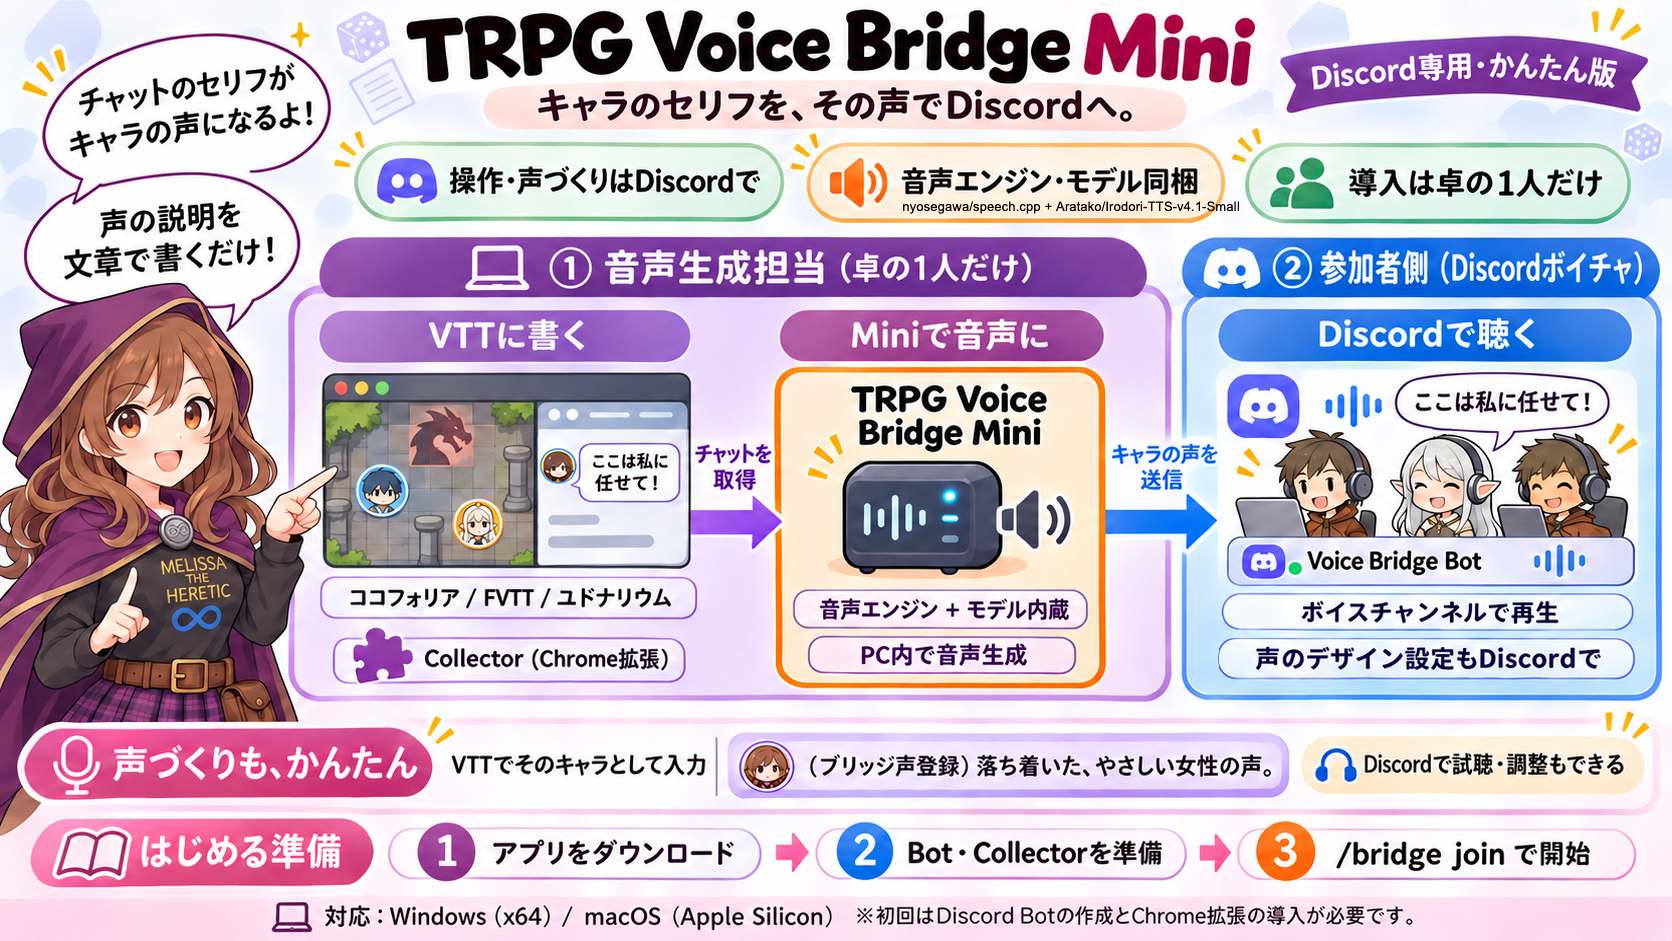 TRPG Voice Bridge Mini
キャラのセリフを、その声でDiscordへ。
Discord専用・かんたん版
チャットのセリフが
キャラの声になるよ!
声の説明を
文章で書くだけ!
操作・声づくりはDiscordで
音声エンジン・モデル同梱
nyosegawa/speech.cpp + Aratako/Irodori-TTS-v4.1-Small
導入は卓の1人だけ
① 音声生成担当（卓の1人だけ）
VTTに書く
ここは私に
任せて!
ココフォリア / FVTT / ユドナリウム
Collector（Chrome拡張）
チャットを
取得
Miniで音声に
TRPG Voice
Bridge Mini
音声エンジン + モデル内蔵
PC内で音声生成
キャラの声を
送信
② 参加者側（Discordボイチャ）
Discordで聴く
ここは私に任せて!
Voice Bridge Bot
ボイスチャンネルで再生
声のデザイン設定もDiscordで
MELISSA
THE
HERETIC
声づくりも、かんたん
VTTでそのキャラとして入力
（ブリッジ声登録）落ち着いた、やさしい女性の声。
Discordで試聴・調整もできる
はじめる準備
1 アプリをダウンロード
2 Bot・Collectorを準備
3 /bridge join で開始
対応：Windows（x64）/ macOS（Apple Silicon） ※初回はDiscord Botの作成とChrome拡張の導入が必要です。